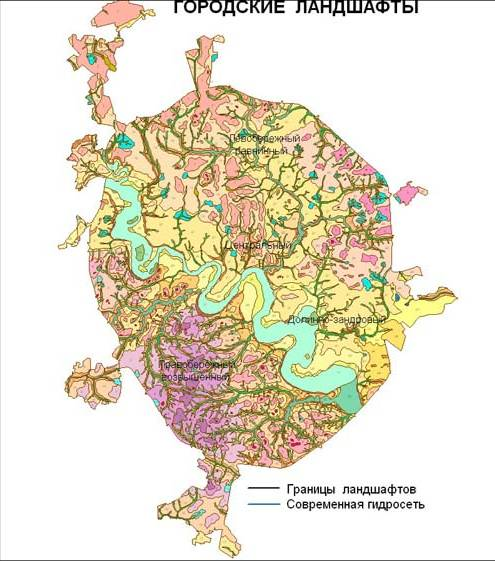 ГОРОДСКИЕ ЛАНДШАФТЫ
Левобережный
равнинный
Центральный
Долинно-зандровый
Правобережный
возвышенный
Границы ландшафтов
Современная гидросеть